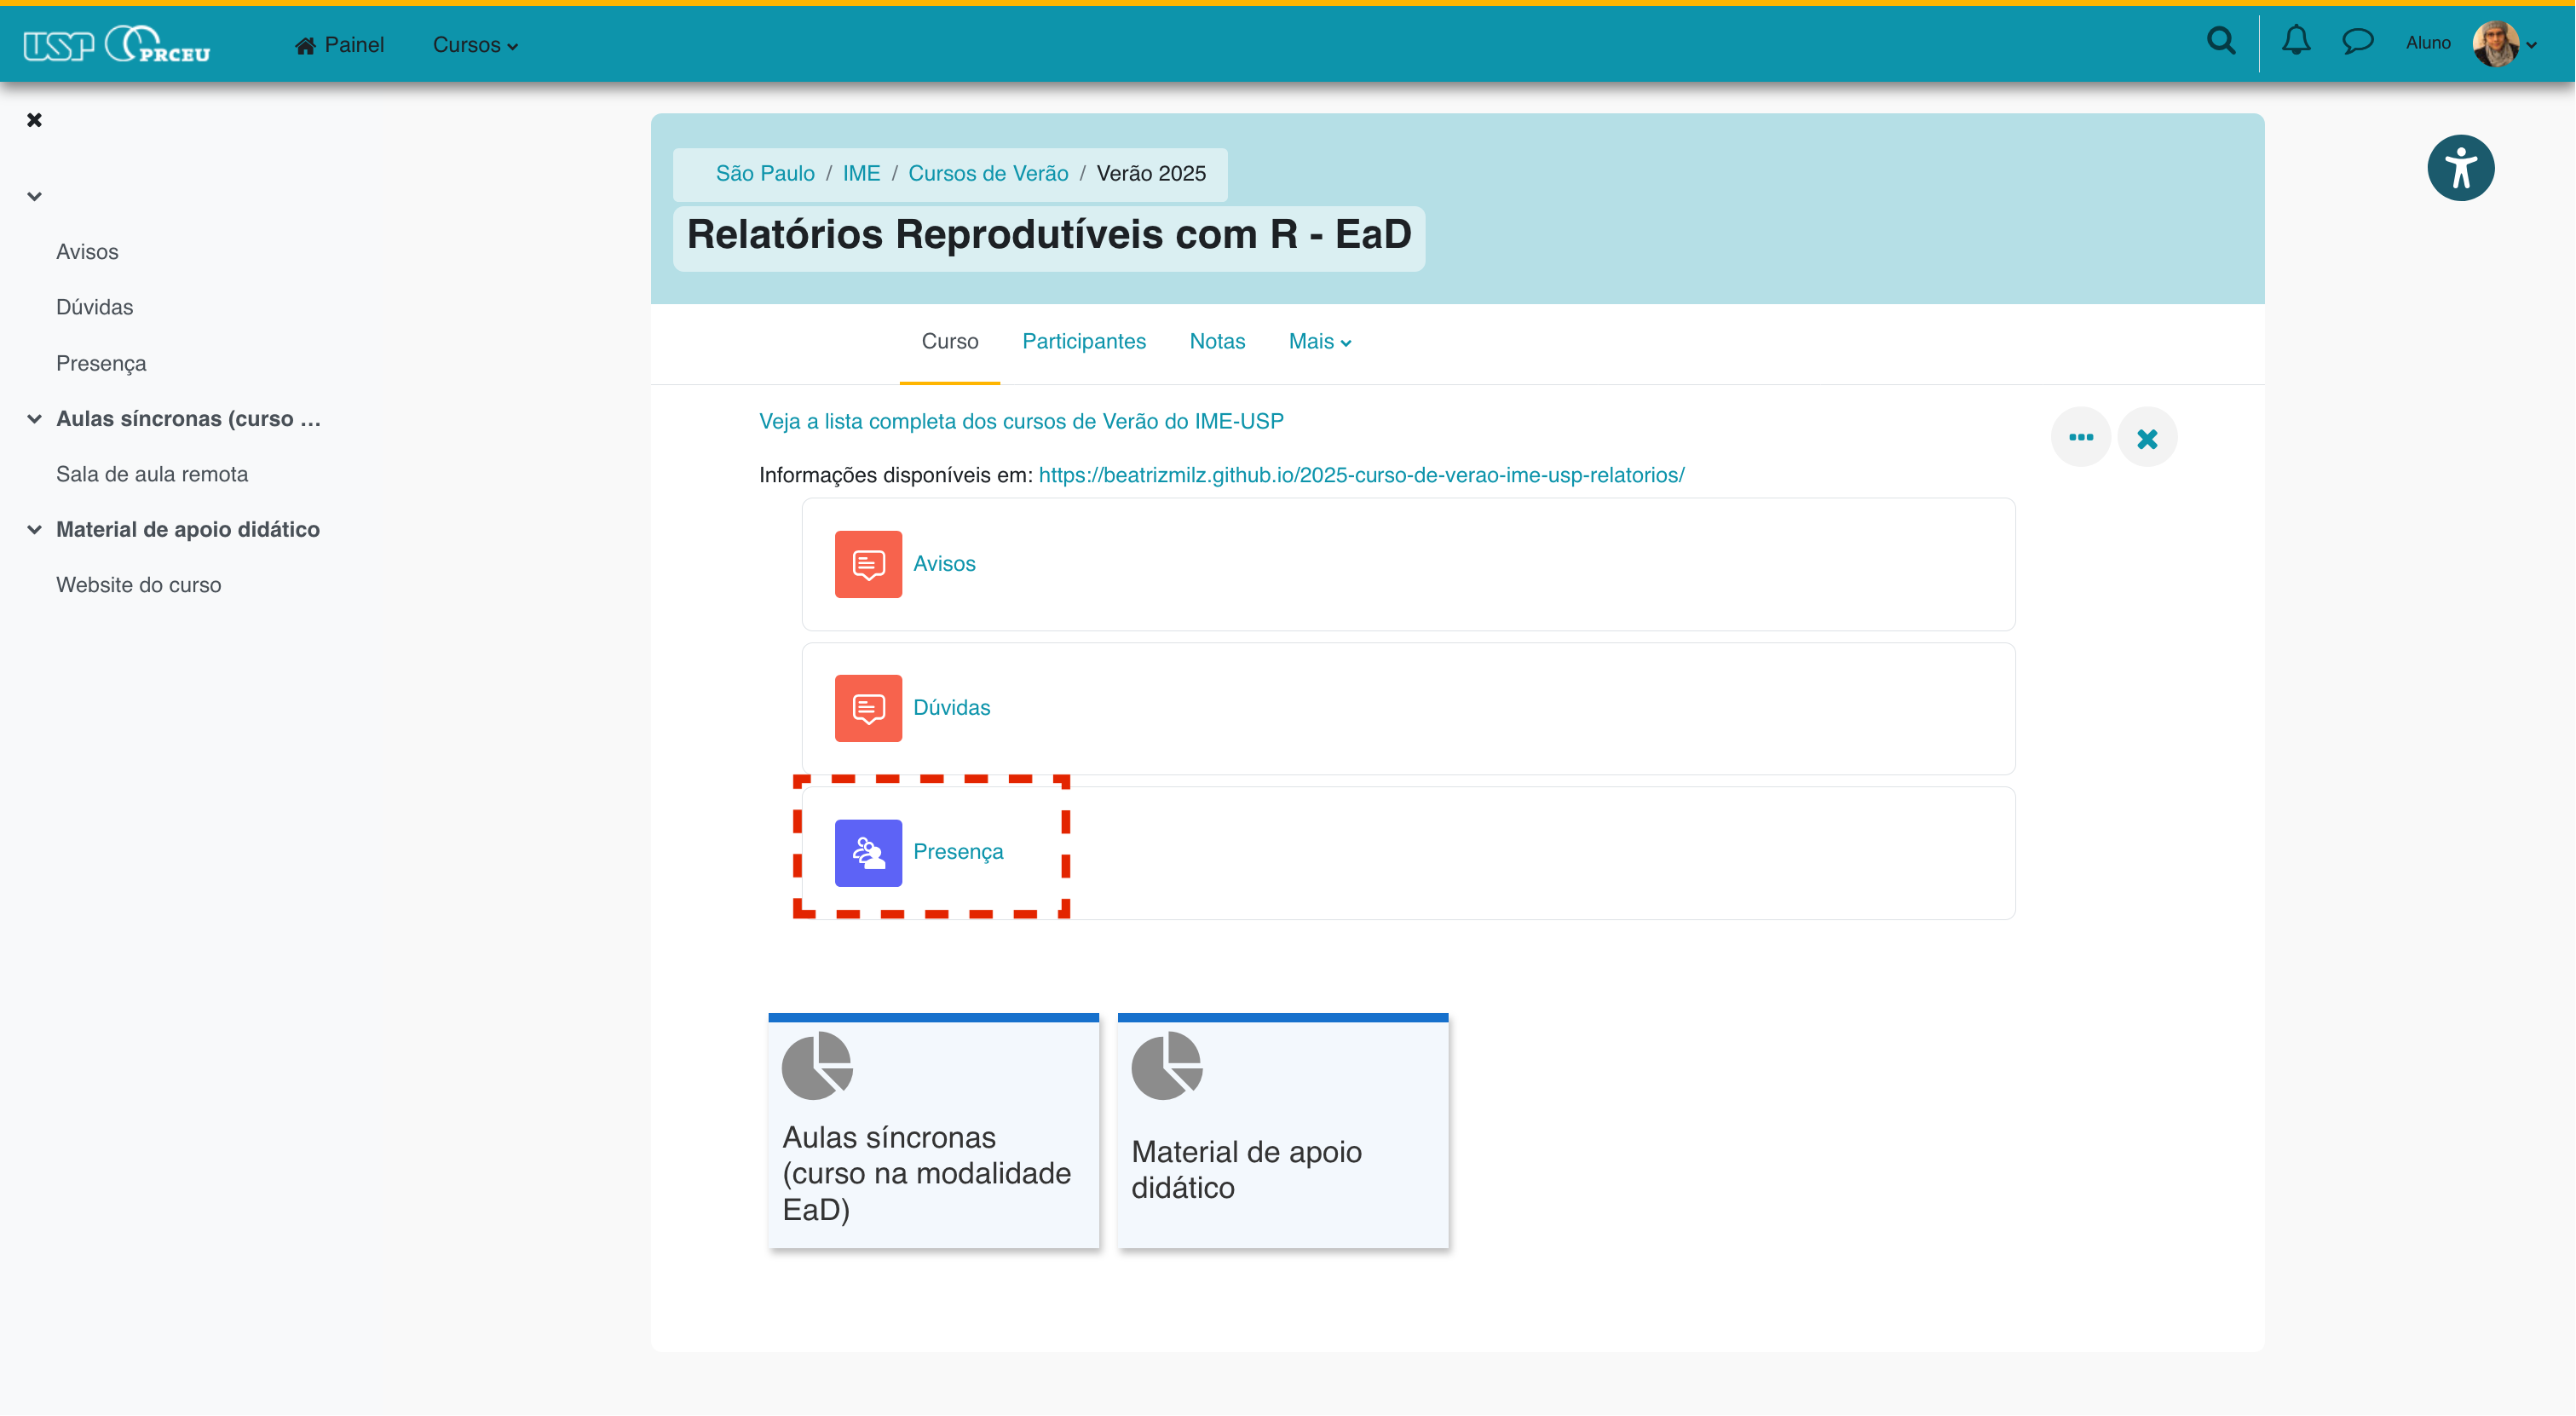 USP PRCEU
Painel
Cursos
Aluno
Avisos
Dúvidas
Presença
Aulas síncronas (curso ...
Sala de aula remota
Material de apoio didático
Website do curso
São Paulo / IME / Cursos de Verão / Verão 2025
Relatórios Reprodutíveis com R - EaD
Curso
Participantes
Notas
Mais
Veja a lista completa dos cursos de Verão do IME-USP
Informações disponíveis em: https://beatrizmilz.github.io/2025-curso-de-verao-ime-usp-relatorios/
Avisos
Dúvidas
Presença
Aulas síncronas
(curso na modalidade
EaD)
Material de apoio
didático